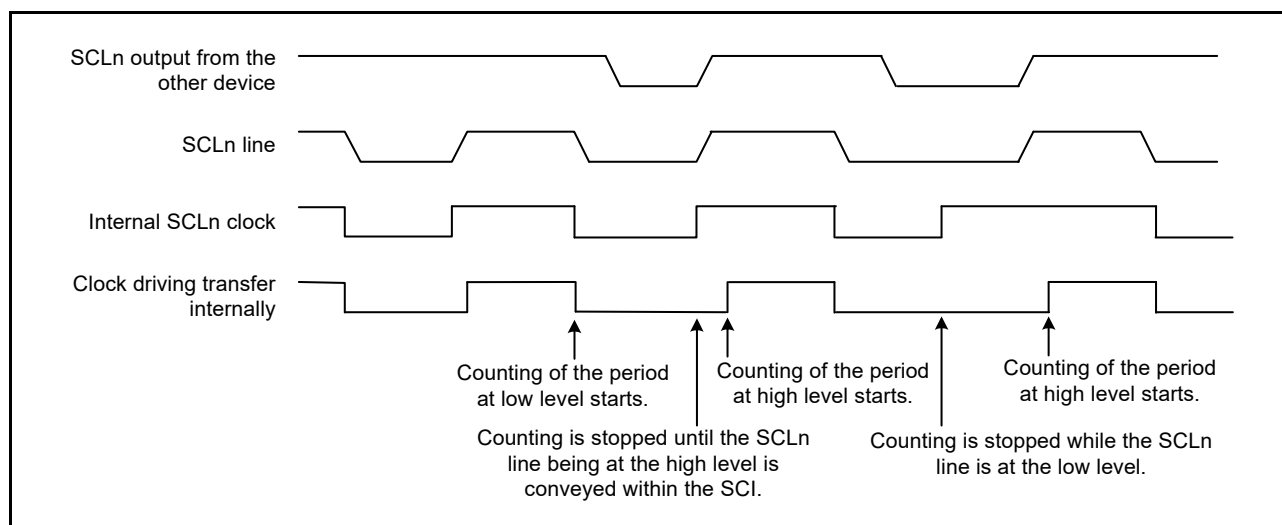 SCLn output from the
other device
SCLn line
Internal SCLn clock
Clock driving transfer
internally
Counting of the period
at low level starts.
Counting of the period
at high level starts.
Counting of the period
at high level starts.
Counting is stopped until the SCLn
line being at the high level is
conveyed within the SCI.
Counting is stopped while the SCLn
line is at the low level.